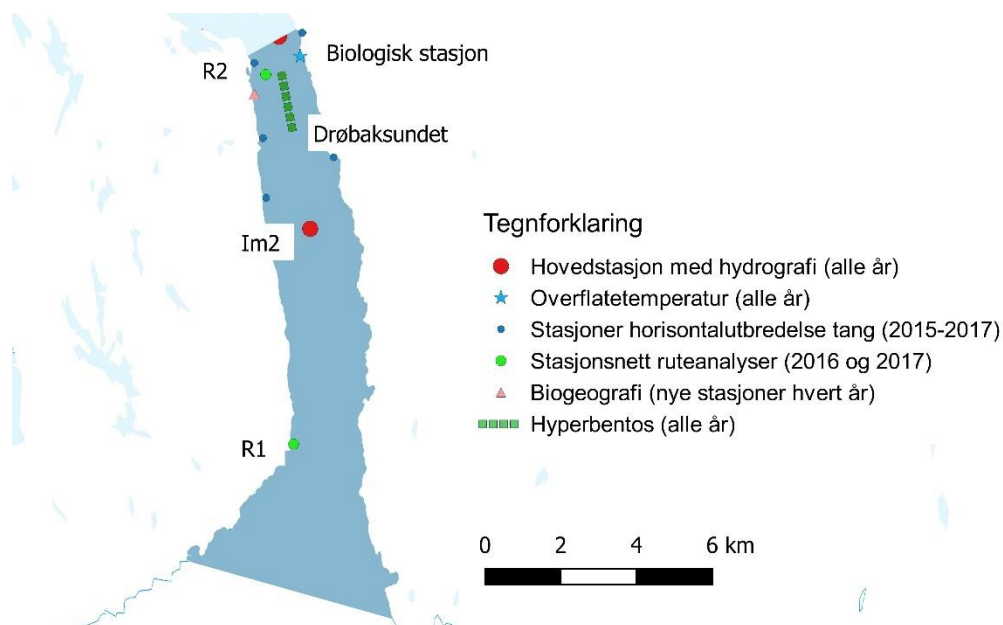 Biologisk stasjon
R2
Drøbaksundet
Im2
R1
Tegnforklaring
Hovedstasjon med hydrografi (alle år)
Overflatetemperatur (alle år)
Stasjoner horisontalutbredelse tang (2015-2017)
Stasjonsnett ruteanalyser (2016 og 2017)
Biogeografi (nye stasjoner hvert år)
Hyperbentos (alle år)
0 2 4 6 km